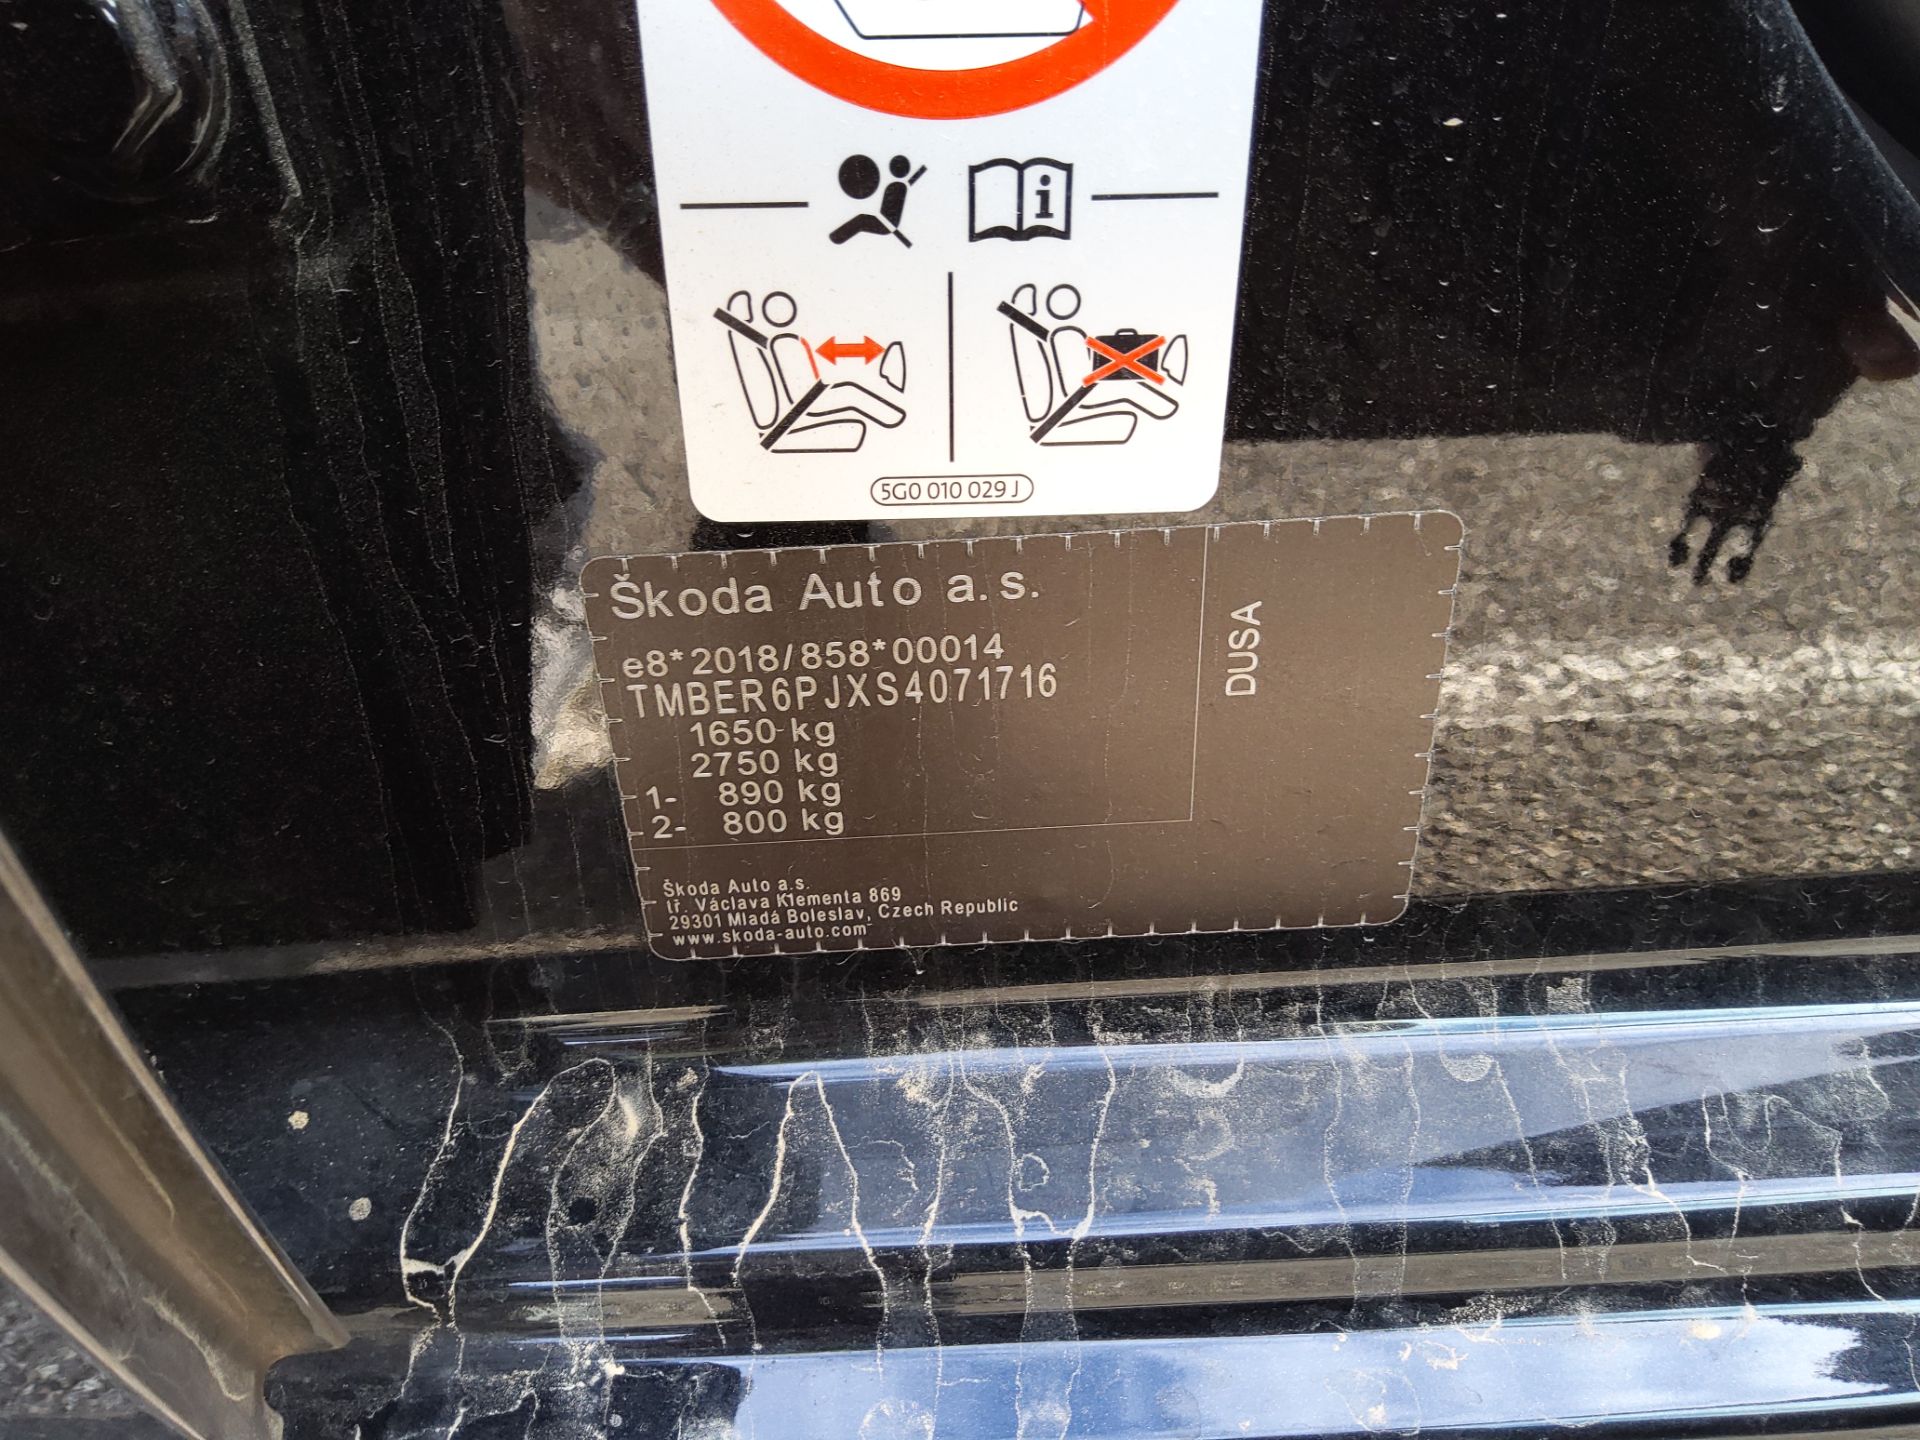 5G0 010 029 J
Škoda Auto a.s.
e8*2018/858*00014
TMBER6PJXS4071716
1650 kg
2750 kg
1- 890 kg
2- 800 kg
DUSA
Škoda Auto a.s.
tř. Václava Klementa 869
29301 Mladá Boleslav, Czech Republic
www.skoda-auto.com